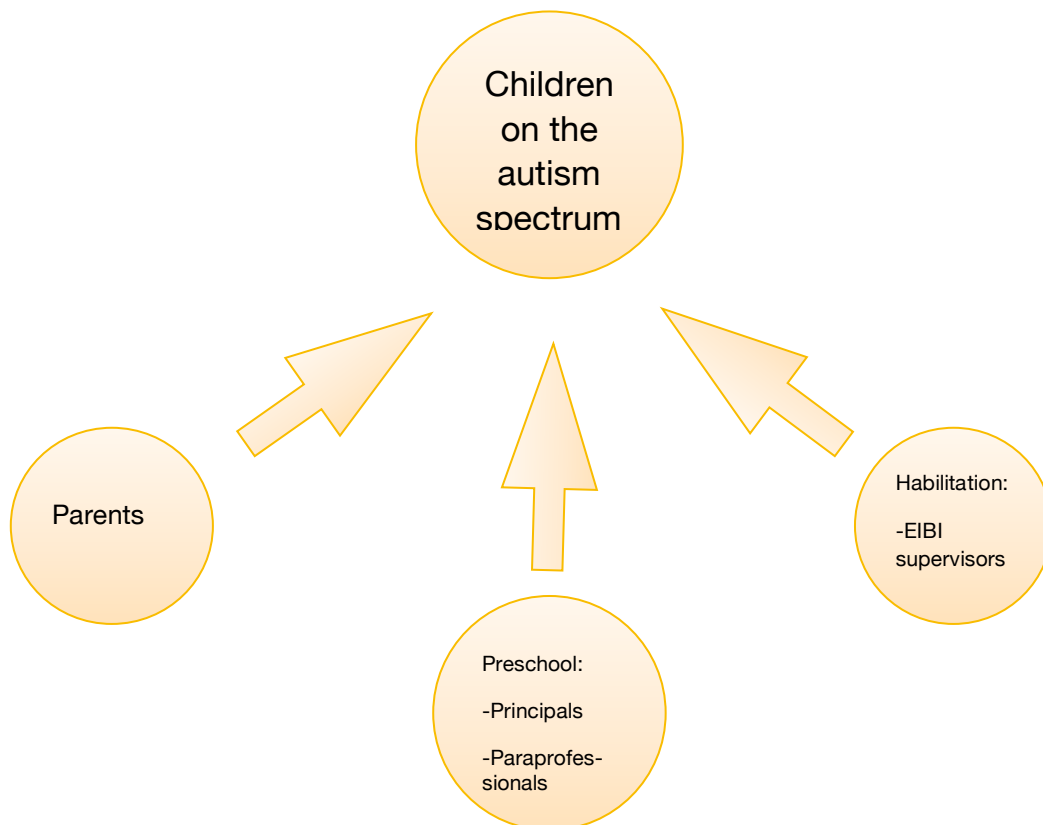 Children
on the
autism
spectrum
Parents
Habilitation:
-EIBI
supervisors
Preschool:
-Principals
-Paraprofes-
sionals